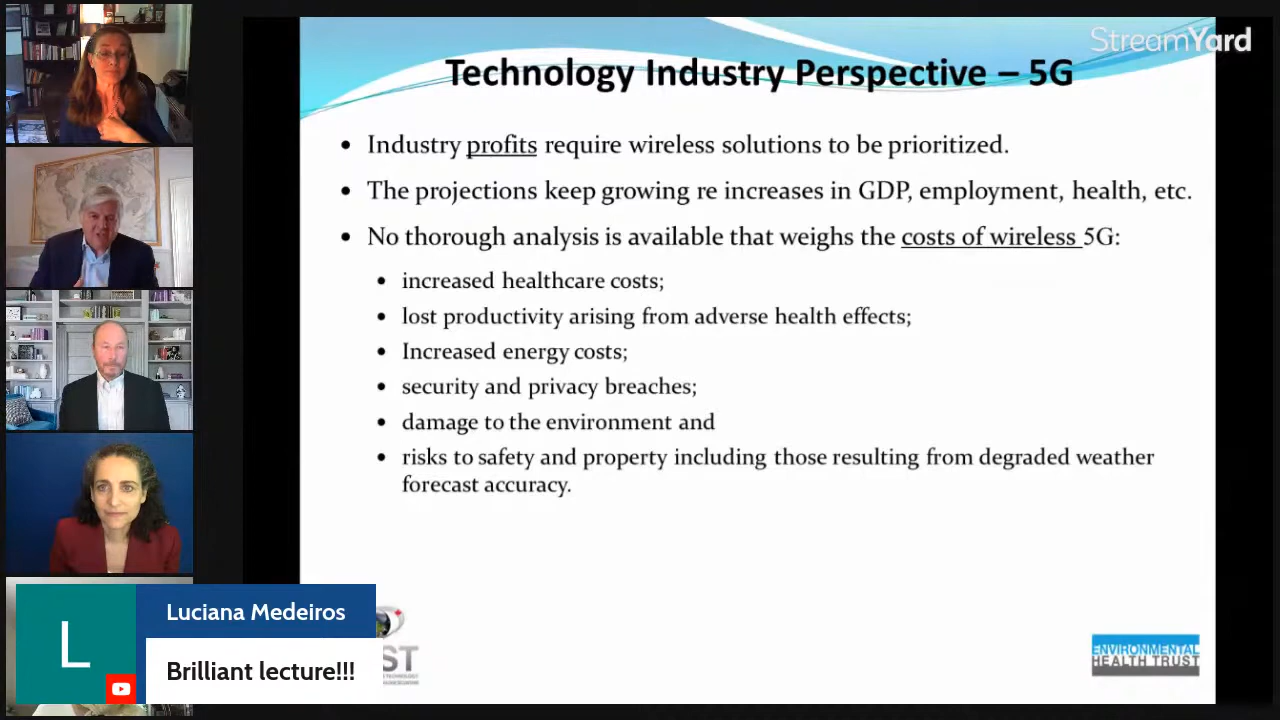 StreamYard
Technology Industry Perspective – 5G
• Industry profits require wireless solutions to be prioritized.
• The projections keep growing re increases in GDP, employment, health, etc.
• No thorough analysis is available that weighs the costs of wireless 5G:
• increased healthcare costs;
• lost productivity arising from adverse health effects;
• Increased energy costs;
• security and privacy breaches;
• damage to the environment and
• risks to safety and property including those resulting from degraded weather
forecast accuracy.
L
Luciana Medeiros
Brilliant lecture!!!
ST
ENVIRONMENTAL
HEALTH TRUST